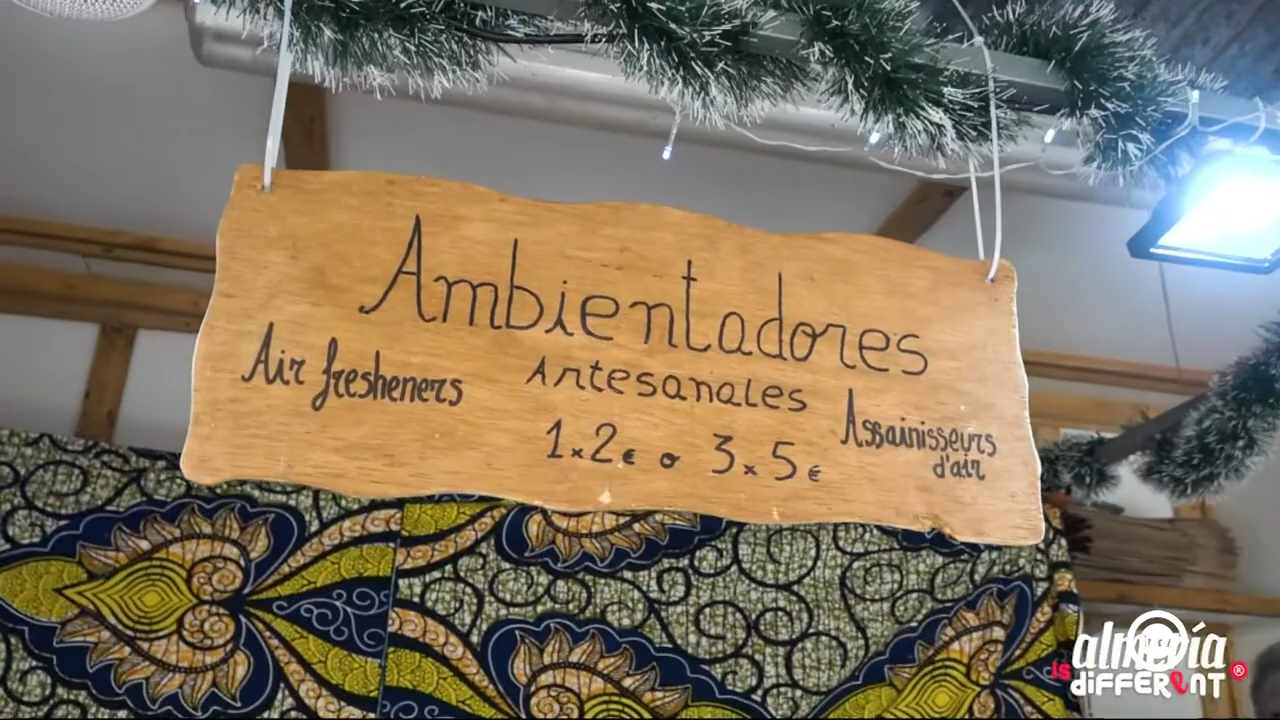 Ambientadores
Air fresheners
Artesanales
Assainisseurs
d'air
1x2€ o 3x5€
almería
is DIFFERENT ®